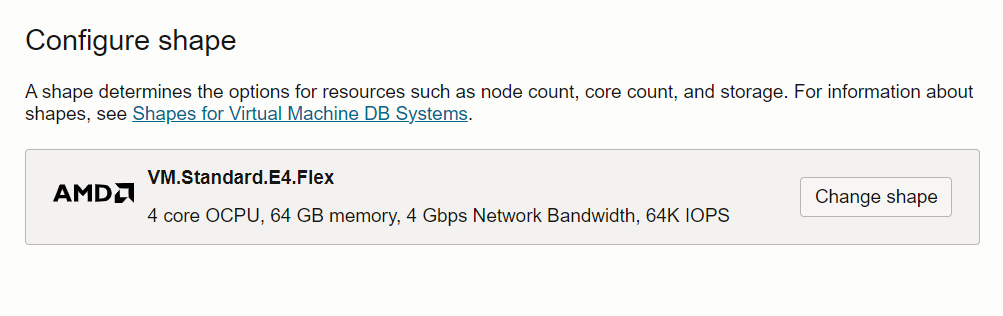 Configure shape
A shape determines the options for resources such as node count, core count, and storage. For information about
shapes, see Shapes for Virtual Machine DB Systems.
AMD
VM.Standard.E4.Flex
4 core OCPU, 64 GB memory, 4 Gbps Network Bandwidth, 64K IOPS
Change shape